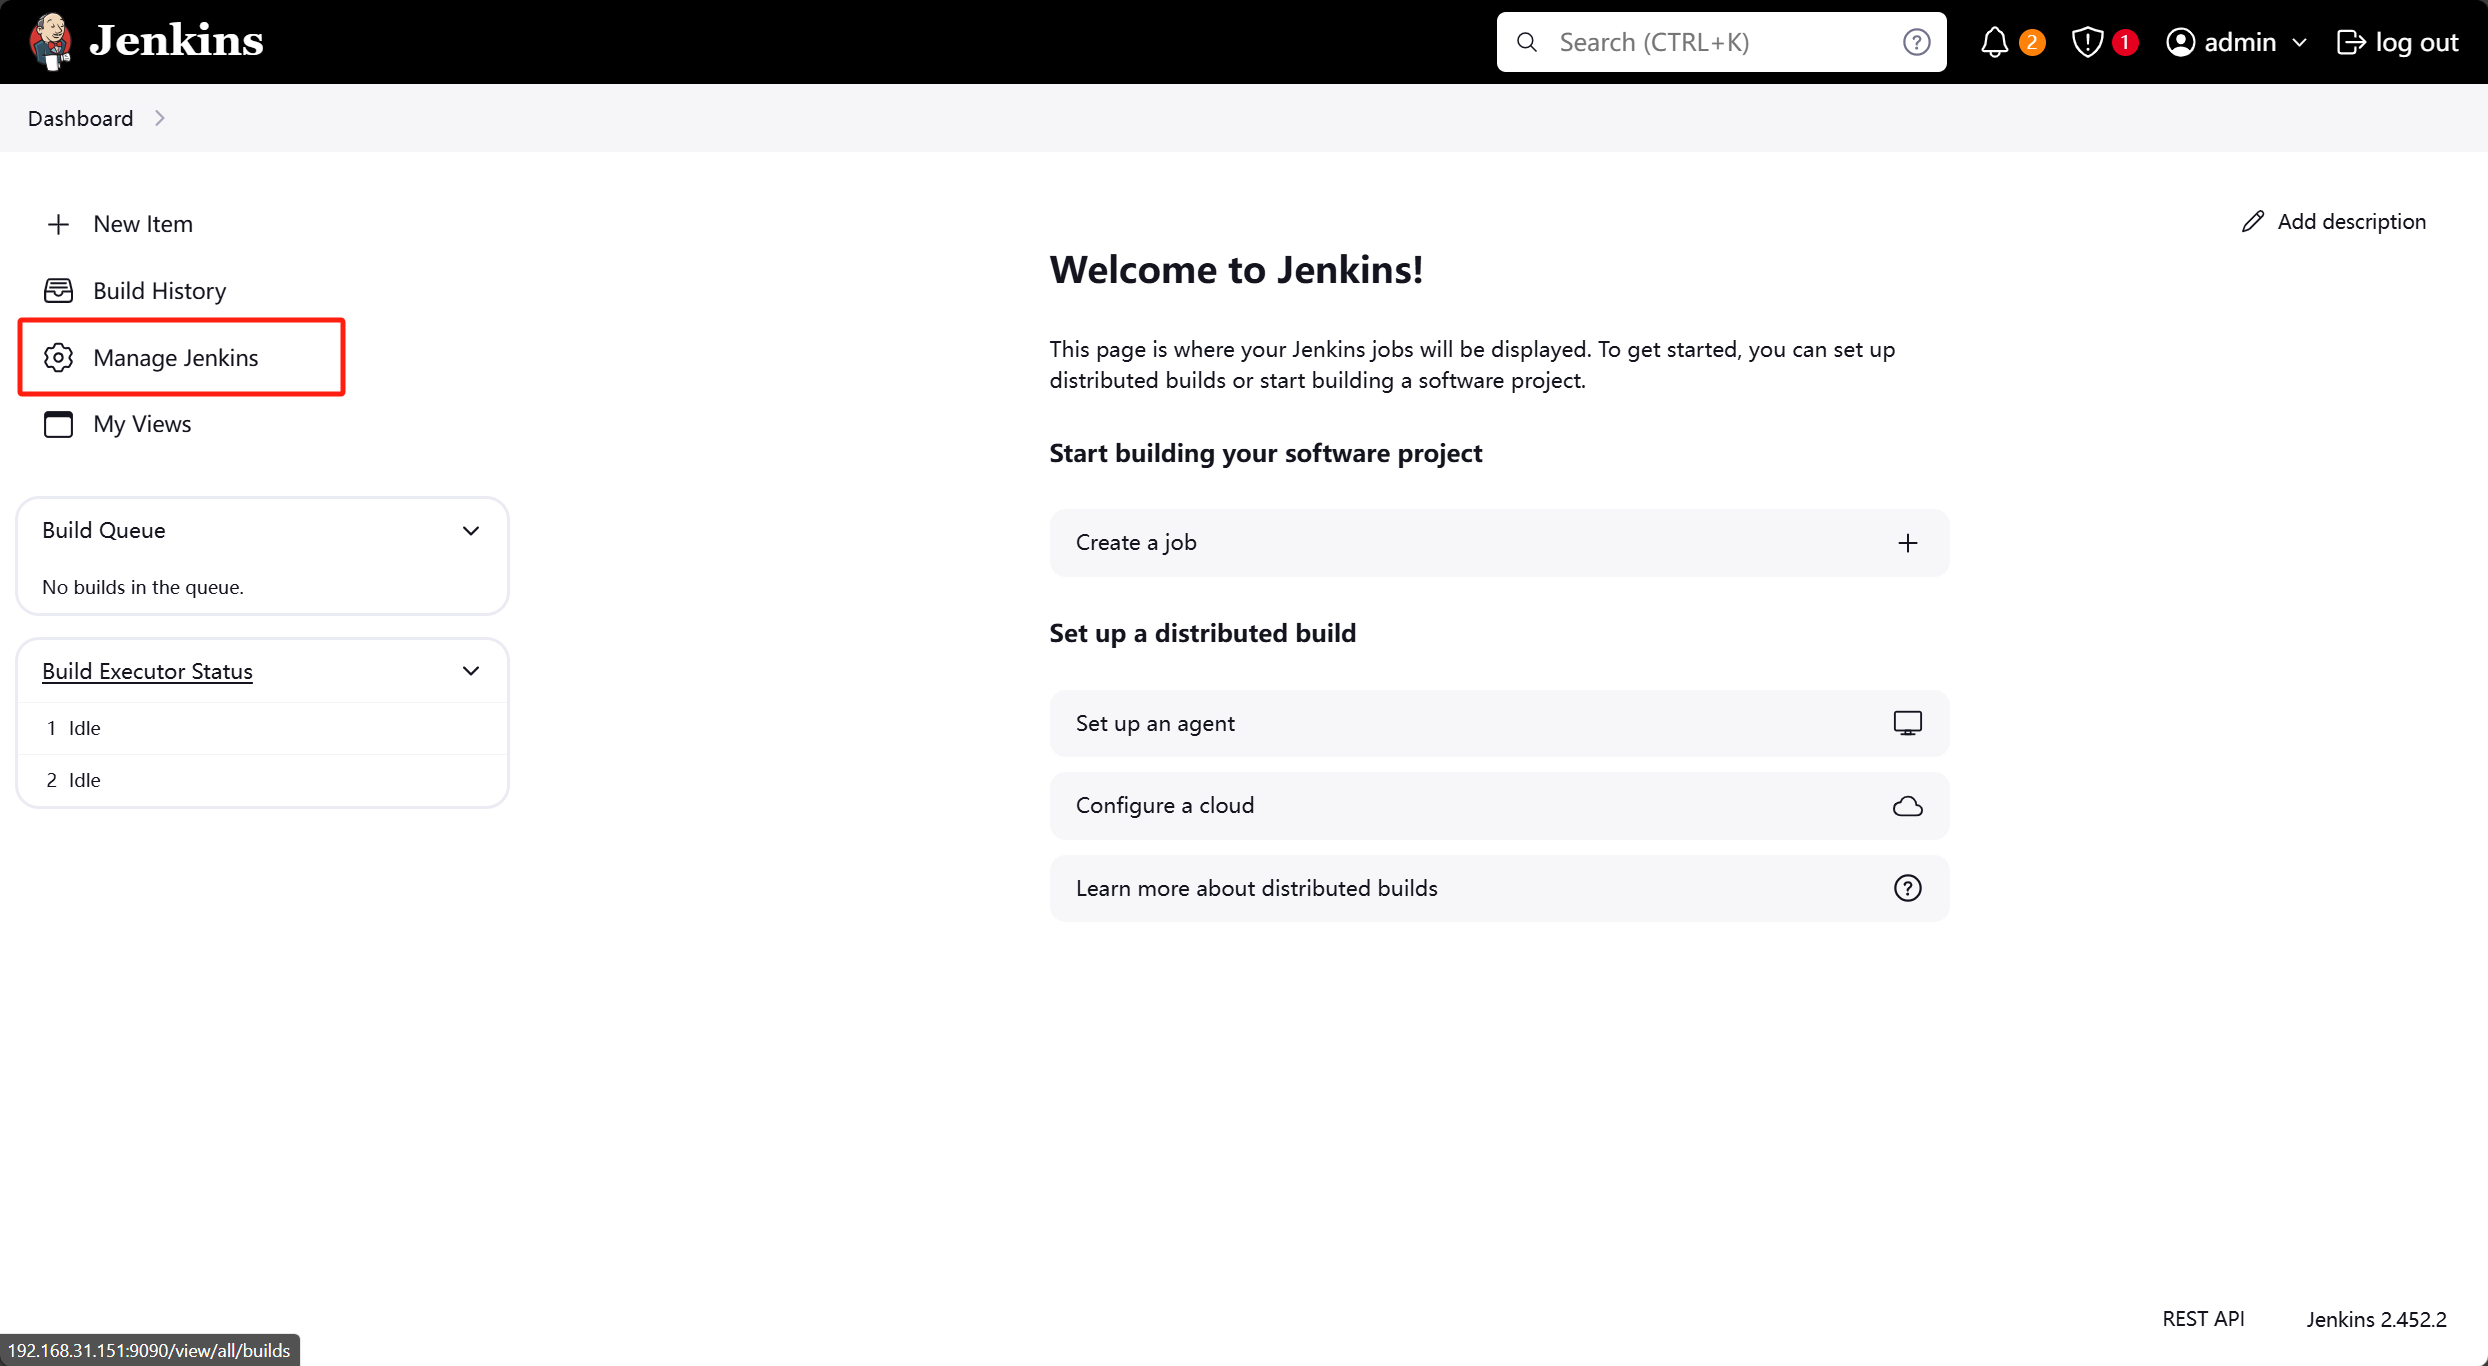 Jenkins
Search (CTRL+K)
2
1
admin
log out
Dashboard
New Item
Build History
Manage Jenkins
My Views
Build Queue
No builds in the queue.
Build Executor Status
1 Idle
2 Idle
Add description
Welcome to Jenkins!
This page is where your Jenkins jobs will be displayed. To get started, you can set up
distributed builds or start building a software project.
Start building your software project
Create a job
Set up a distributed build
Set up an agent
Configure a cloud
Learn more about distributed builds
REST API
Jenkins 2.452.2
192.168.31.151:9090/view/all/builds